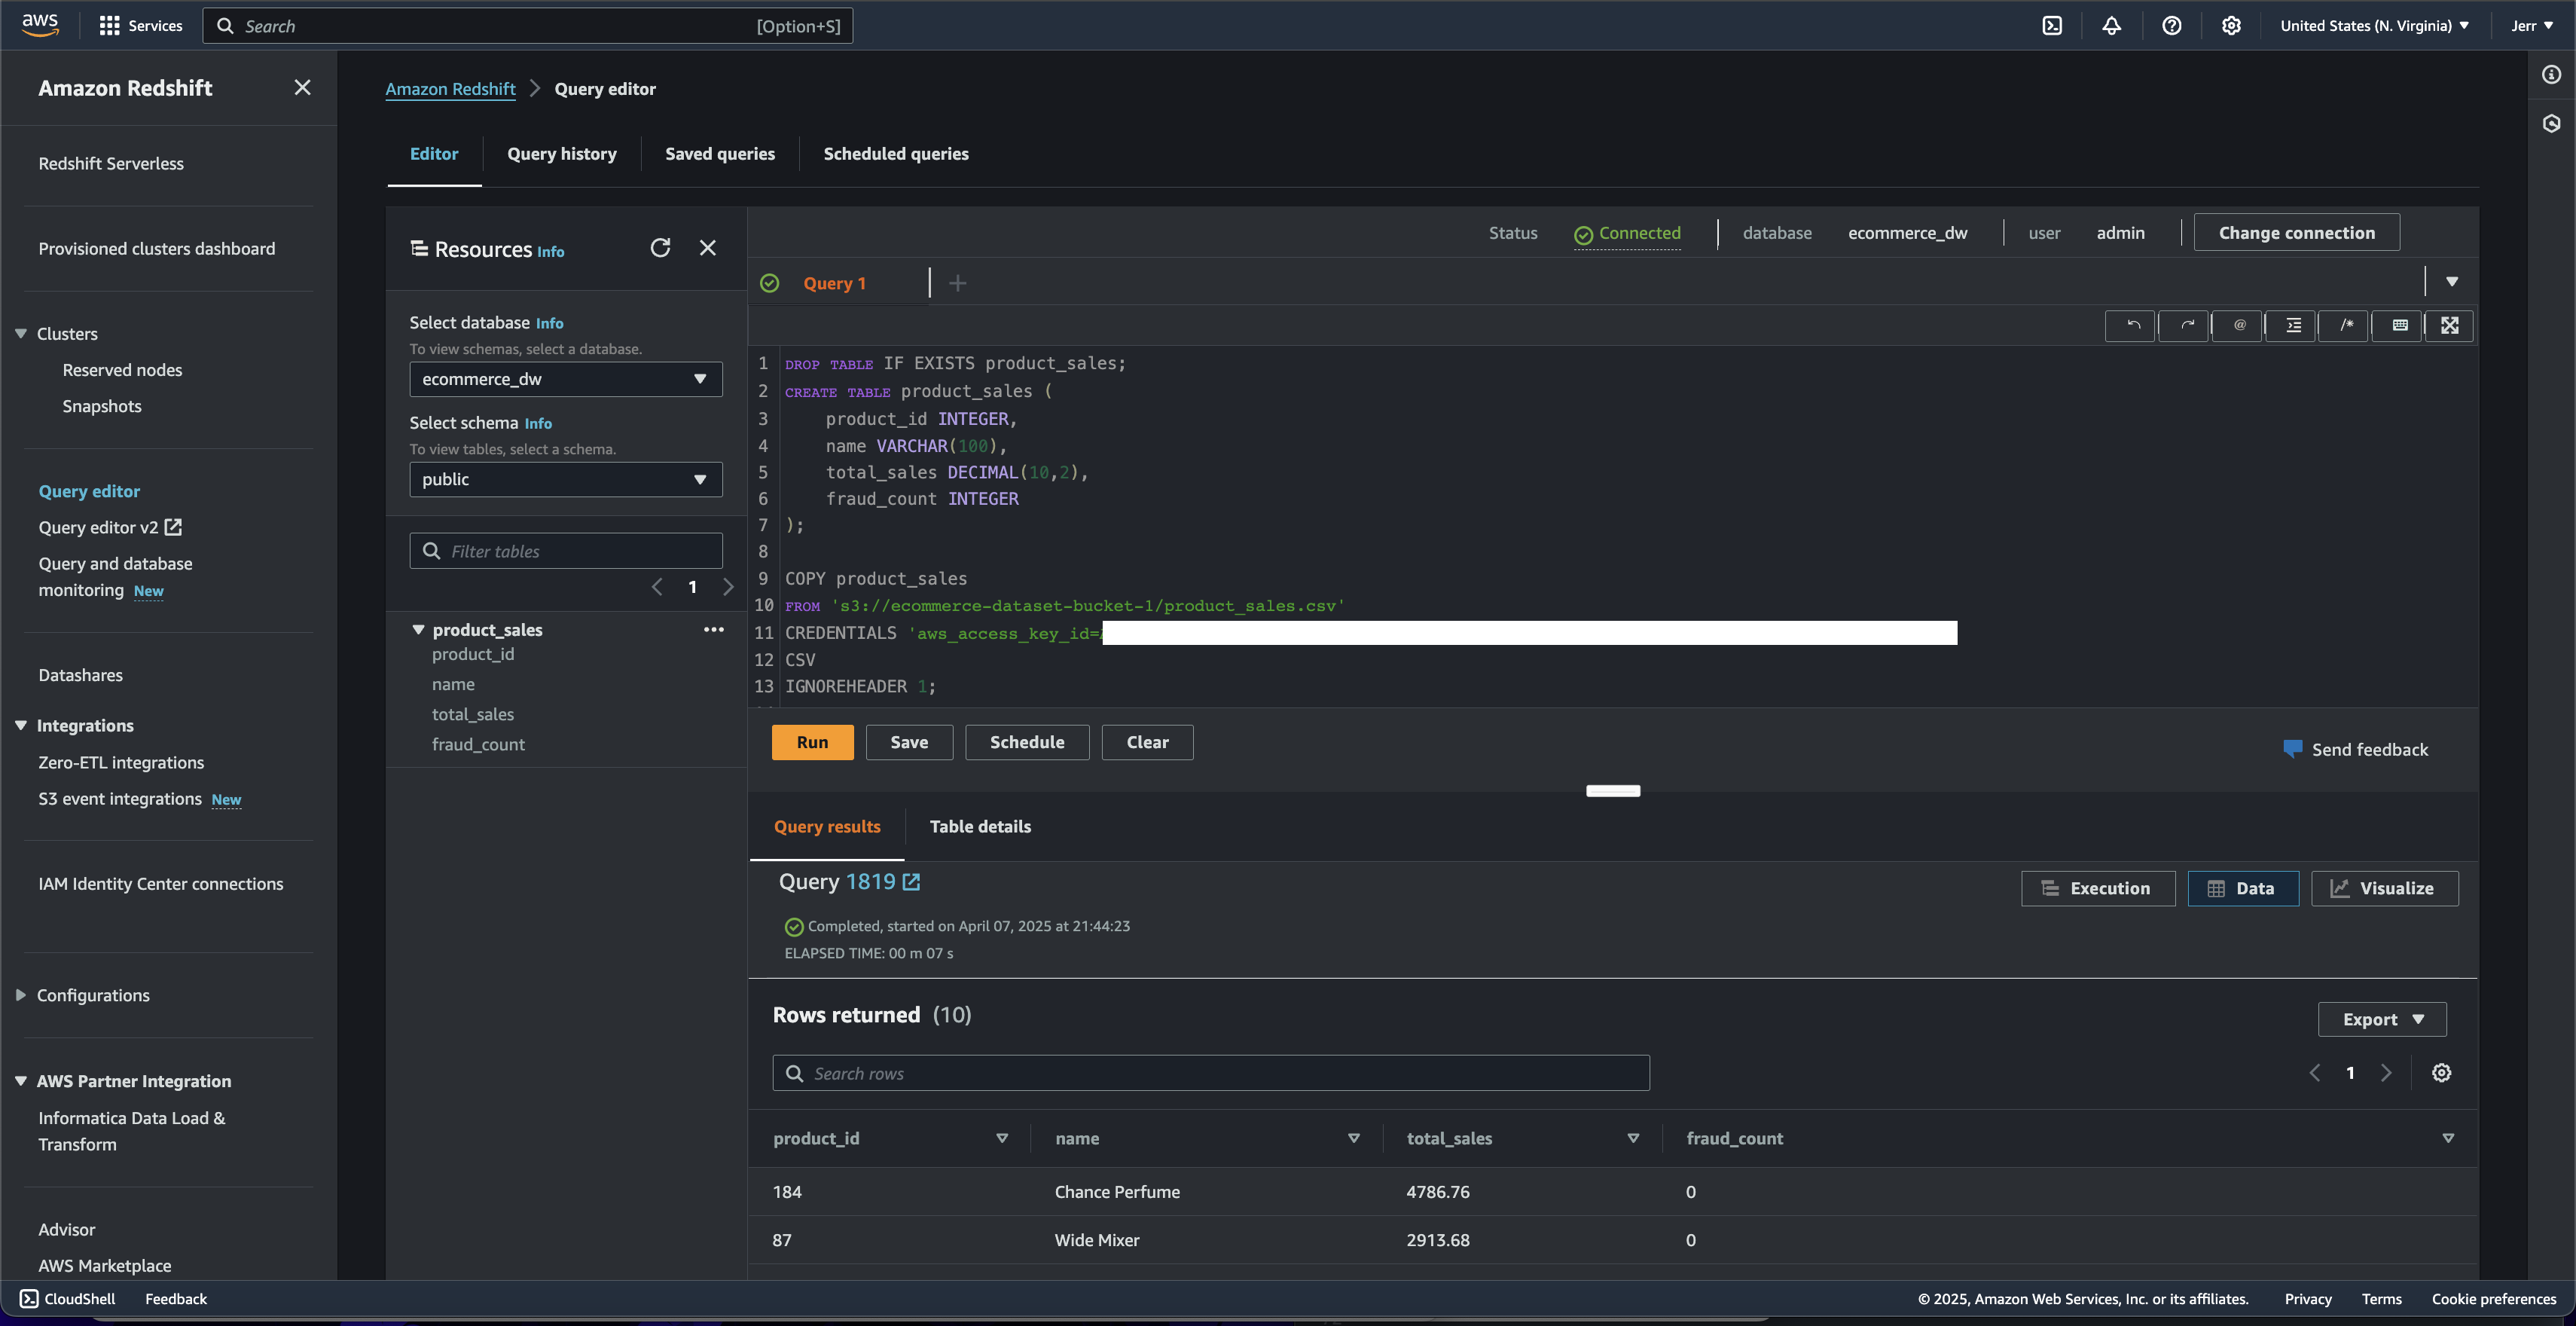 aws
Services
Search
[Option+S]
United States (N. Virginia)
Jerr
Amazon Redshift
Redshift Serverless
Provisioned clusters dashboard
Clusters
Reserved nodes
Snapshots
Query editor
Query editor v2
Query and database
monitoring New
Datashares
Integrations
Zero-ETL integrations
S3 event integrations New
IAM Identity Center connections
Configurations
AWS Partner Integration
Informatica Data Load &
Transform
Advisor
AWS Marketplace
Amazon Redshift
Query editor
Editor
Query history
Saved queries
Scheduled queries
Resources Info
Select database Info
To view schemas, select a database.
ecommerce_dw
Select schema Info
To view tables, select a schema.
public
Filter tables
1
product_sales
product_id
name
total_sales
fraud_count
Status
Connected
database
ecommerce_dw
user
admin
Change connection
Query 1
@
/*
1 DROP TABLE IF EXISTS product_sales;
2 CREATE TABLE product_sales (
3 product_id INTEGER,
4 name VARCHAR(100),
5 total_sales DECIMAL(10,2),
6 fraud_count INTEGER
7 );
8
9 COPY product_sales
10 FROM 's3://ecommerce-dataset-bucket-1/product_sales.csv'
11 CREDENTIALS 'aws_access_key_id=
12 CSV
13 IGNOREHEADER 1;
Run
Save
Schedule
Clear
Send feedback
Query results
Table details
Query 1819
Execution
Data
Visualize
Completed, started on April 07, 2025 at 21:44:23
ELAPSED TIME: 00 m 07 s
Rows returned (10)
Export
Search rows
1
product_id name total_sales fraud_count
184 Chance Perfume 4786.76 0
87 Wide Mixer 2913.68 0
CloudShell
Feedback
© 2025, Amazon Web Services, Inc. or its affiliates.
Privacy
Terms
Cookie preferences